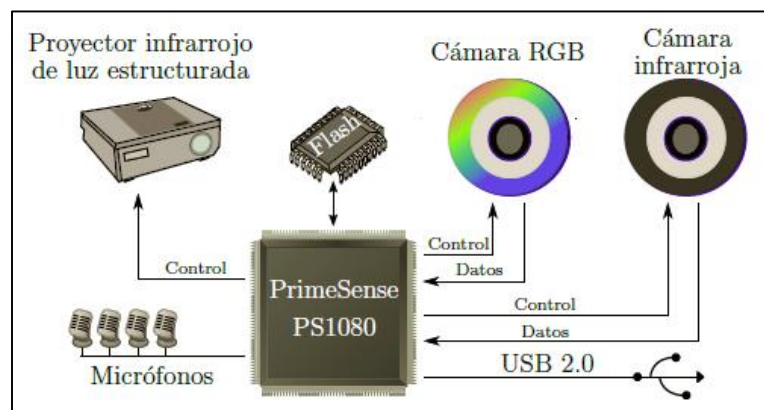 Proyector infrarrojo
de luz estructurada
Flash
Cámara RGB
Cámara
infrarroja
Control
Control
Datos
PrimeSense
PS1080
Control
Datos
Micrófonos
USB 2.0